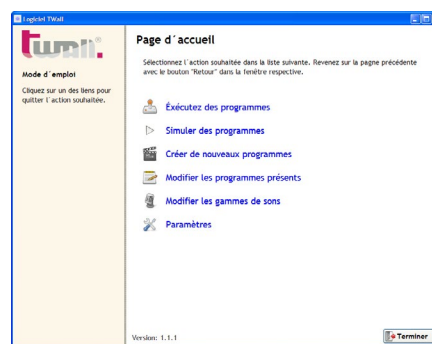 Logiciel TWall
twall
Mode d´emploi
Cliquez sur un des liens pour
quitter l´action souhaitée.
Page d´accueil
Sélectionnez l´action souhaitée dans la liste suivante. Revenez sur la pagne précédente
avec le bouton "Retour" dans la fenêtre respective.
Éxécutez des programmes
Simuler des programmes
Créer de nouveaux programmes
Modifier les programmes présents
Modifier les gammes de sons
Paramètres
Version: 1.1.1
Terminer